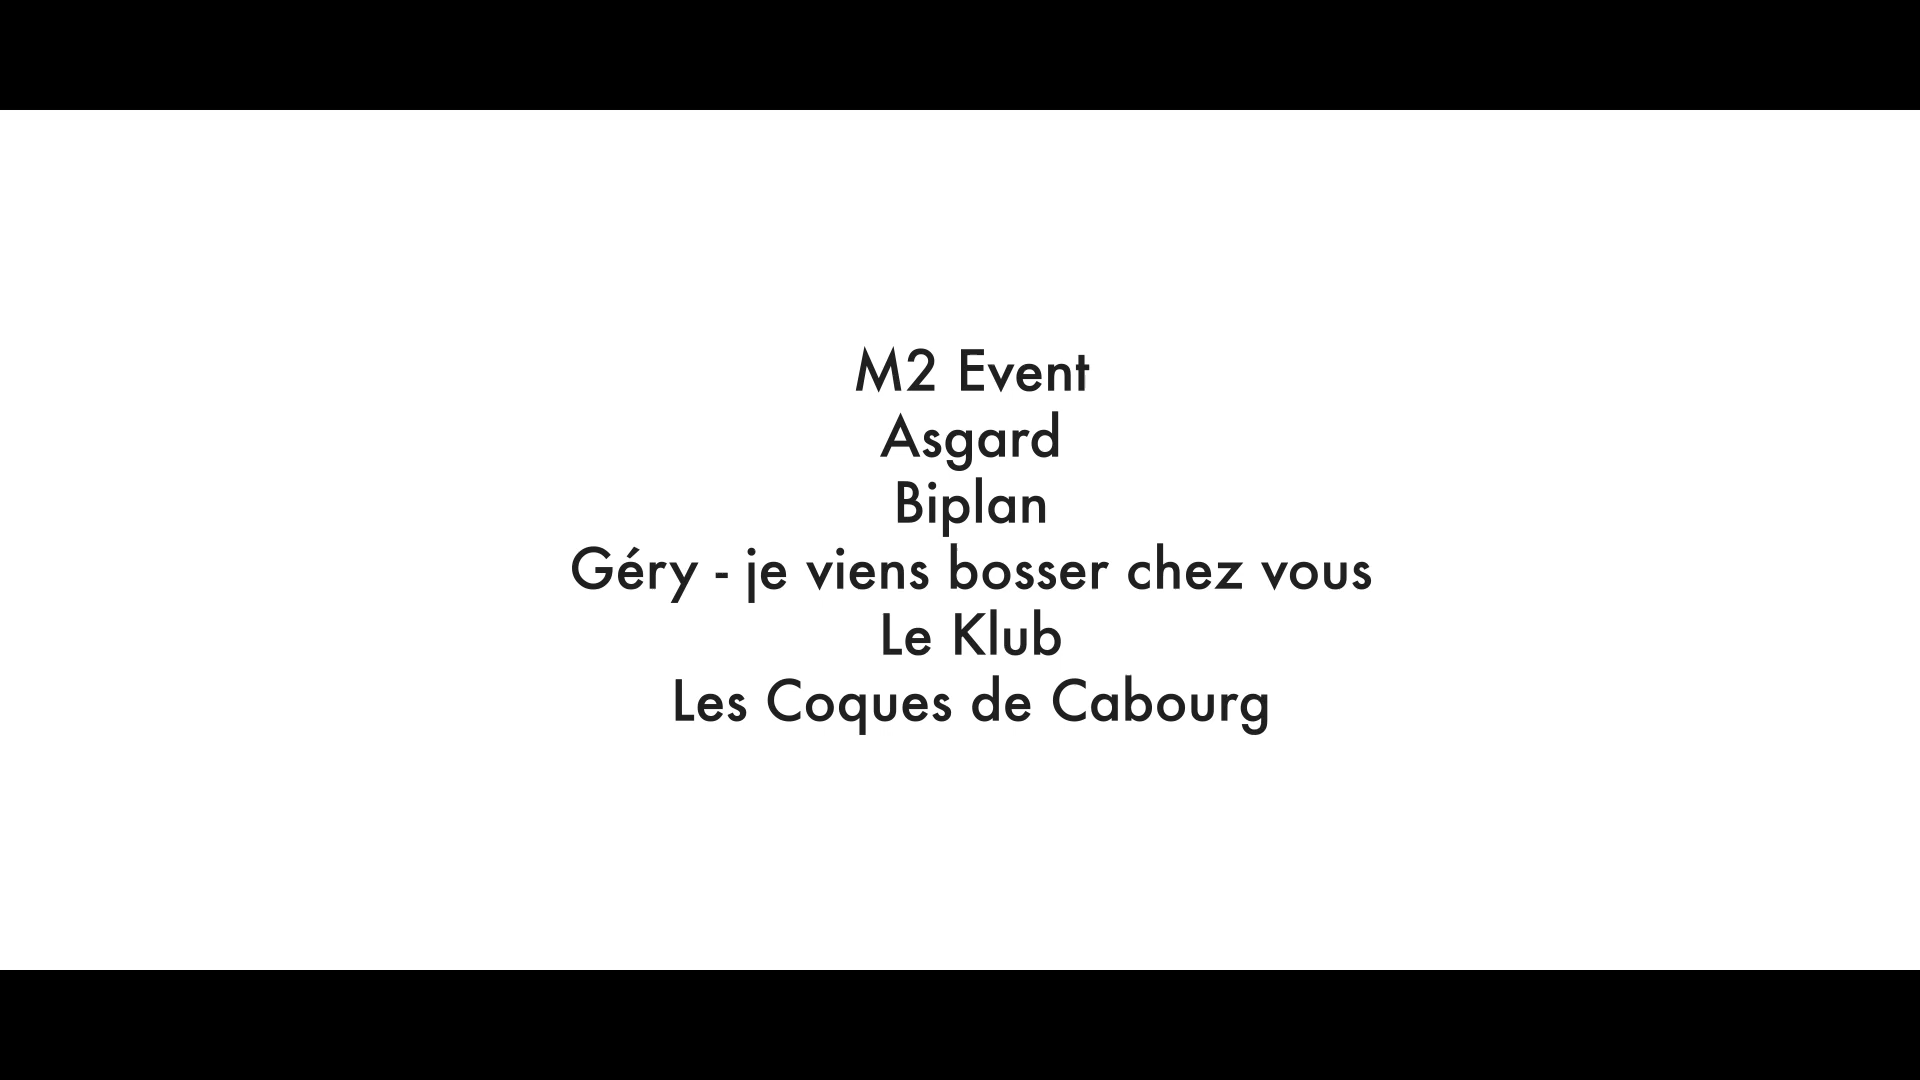 M2 Event
Asgard
Biplan
Géry - je viens bosser chez vous
Le Klub
Les Coques de Cabourg